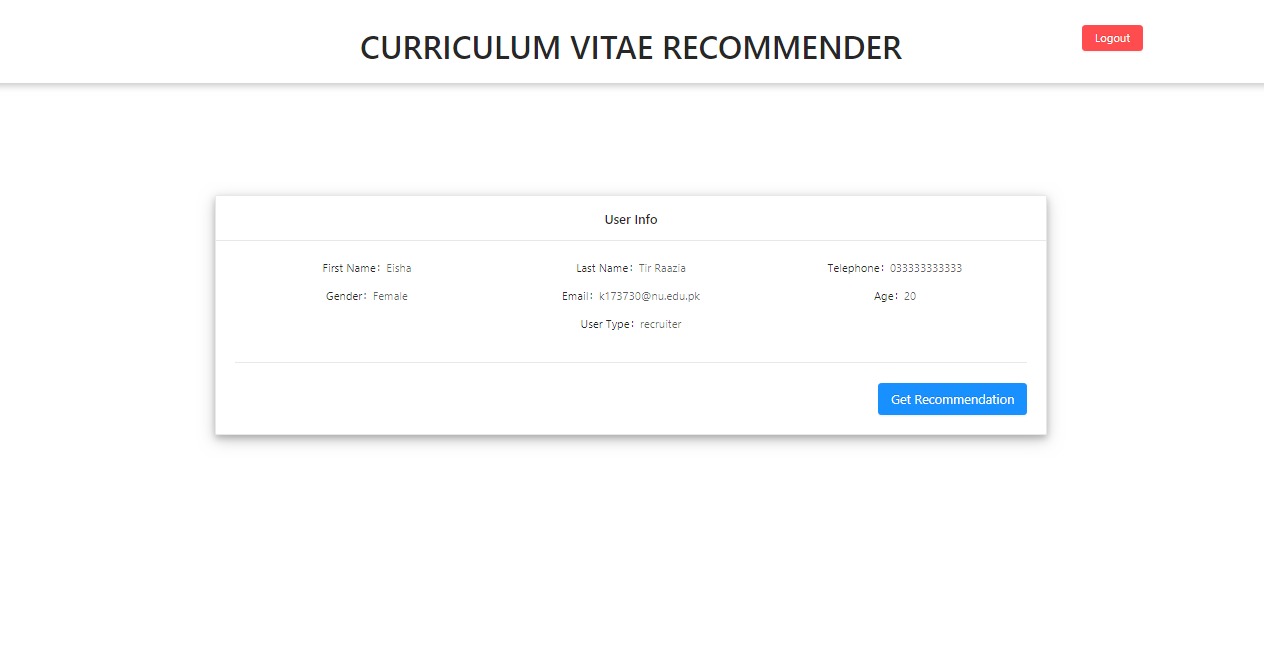 CURRICULUM VITAE RECOMMENDER
Logout
User Info
First Name: Eisha
Last Name: Tir Raazia
Telephone: 033333333333
Gender: Female
Email: k173730@nu.edu.pk
Age: 20
User Type: recruiter
Get Recommendation